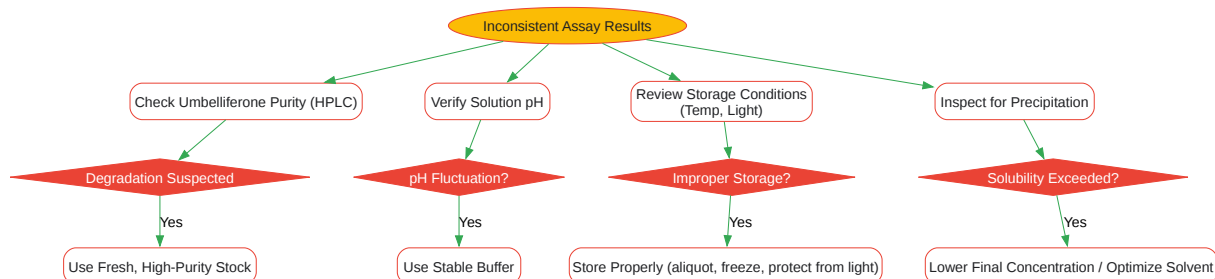 Inconsistent Assay Results
Check Umbelliferone Purity (HPLC)
Verify Solution pH
Review Storage Conditions
(Temp, Light)
Inspect for Precipitation
Degradation Suspected
pH Fluctuation?
Improper Storage?
Solubility Exceeded?
Yes
Yes
Yes
Yes
Use Fresh, High-Purity Stock
Use Stable Buffer
Store Properly (aliquot, freeze, protect from light)
Lower Final Concentration / Optimize Solvent